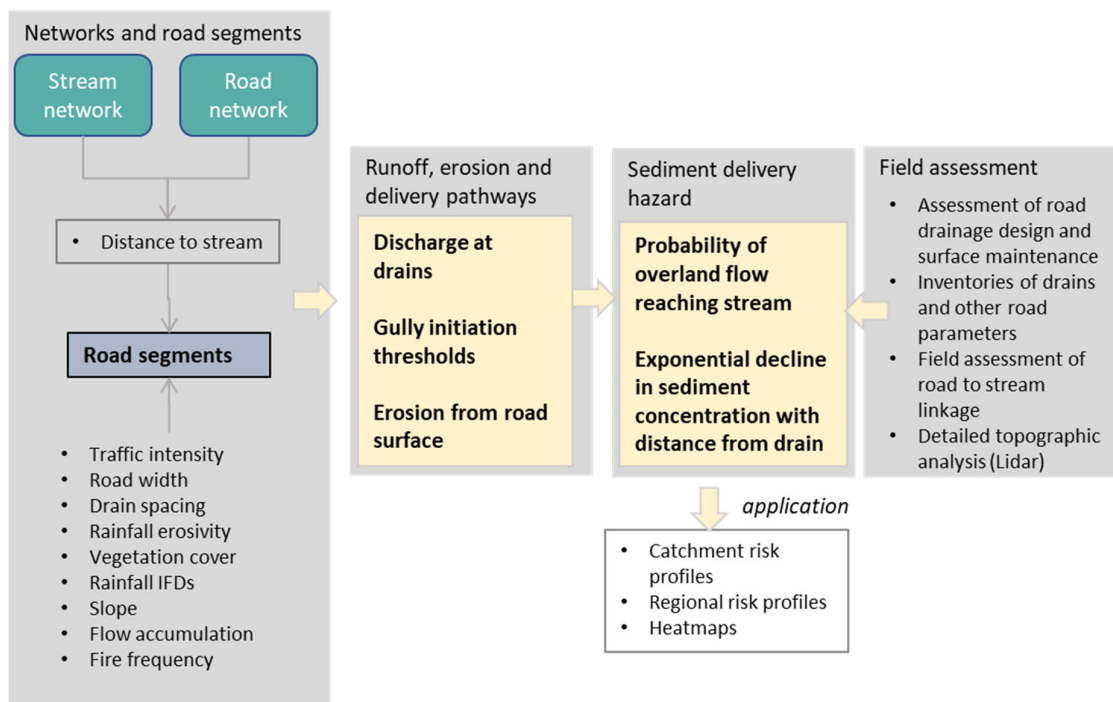 Networks and road segments
Stream
network
Road
network
• Distance to stream
Road segments
• Traffic intensity
• Road width
• Drain spacing
• Rainfall erosivity
• Vegetation cover
• Rainfall IFDs
• Slope
• Flow accumulation
• Fire frequency
Runoff, erosion and
delivery pathways
Discharge at
drains
Gully initiation
thresholds
Erosion from road
surface
Sediment delivery
hazard
Probability of
overland flow
reaching stream
Exponential decline
in sediment
concentration with
distance from drain
Field assessment
• Assessment of road
drainage design and
surface maintenance
• Inventories of drains
and other road
parameters
• Field assessment of
road to stream
linkage
• Detailed topographic
analysis (Lidar)
application
• Catchment risk
profiles
• Regional risk profiles
• Heatmaps